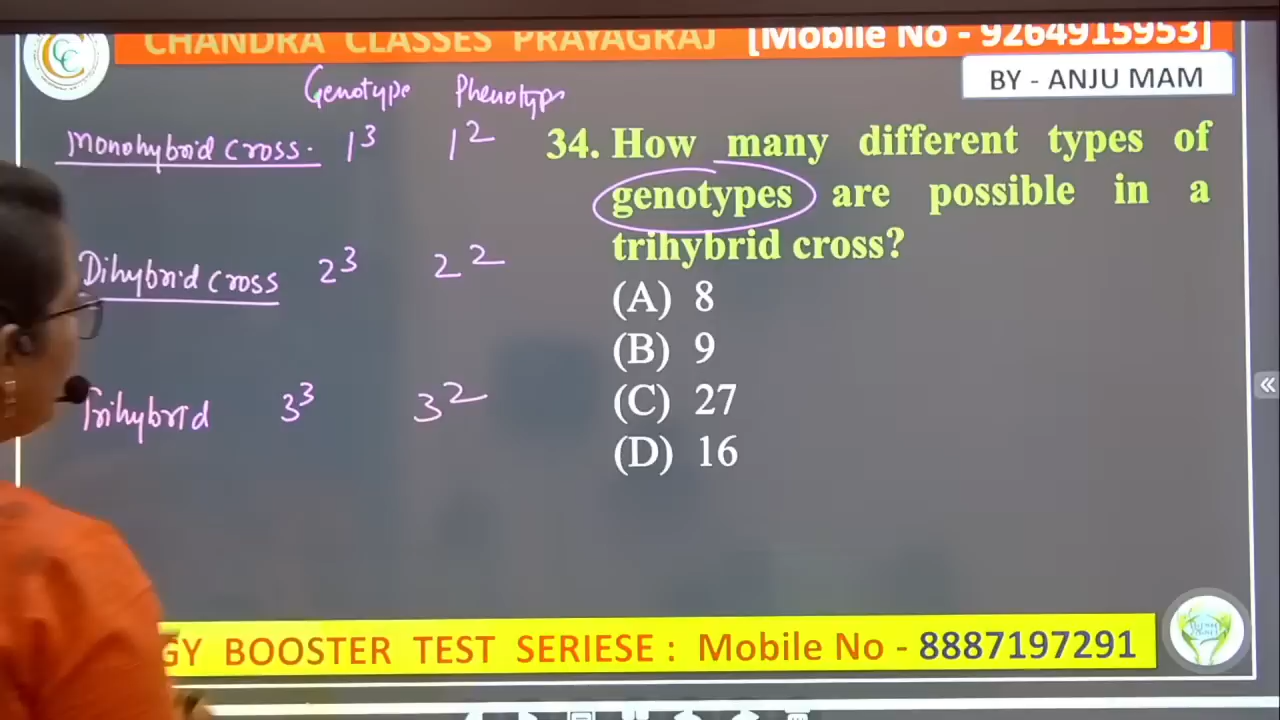 CHANDRA CLASSES PRAYAGRAJ [Mobile No - 9264915953]
BY - ANJU MAM
Genotype Phenotype
Monohybrid cross. 1³ 1²
Dihybrid cross 2³ 2²
Trihybrid 3³ 3²
34. How many different types of
genotypes are possible in a
trihybrid cross?
(A) 8
(B) 9
(C) 27
(D) 16
GY BOOSTER TEST SERIESE : Mobile No - 8887197291